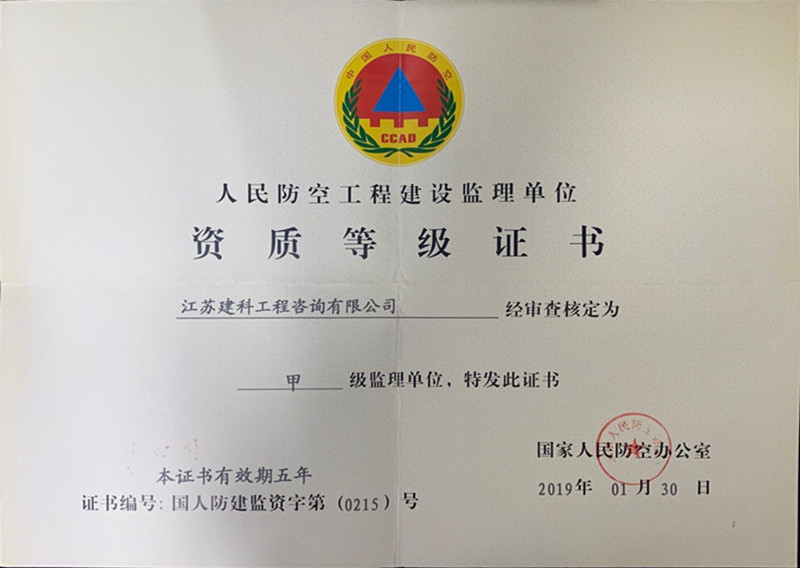 中国人民防空
CCAD
人民防空工程建设监理单位
资质等级证书
江苏建科工程咨询有限公司 经审查核定为
甲 级监理单位，特发此证书
国家人民防空办公室
2019年 01月 30 日
本证书有效期五年
证书编号: 国人防建监资字第 (0215) 号